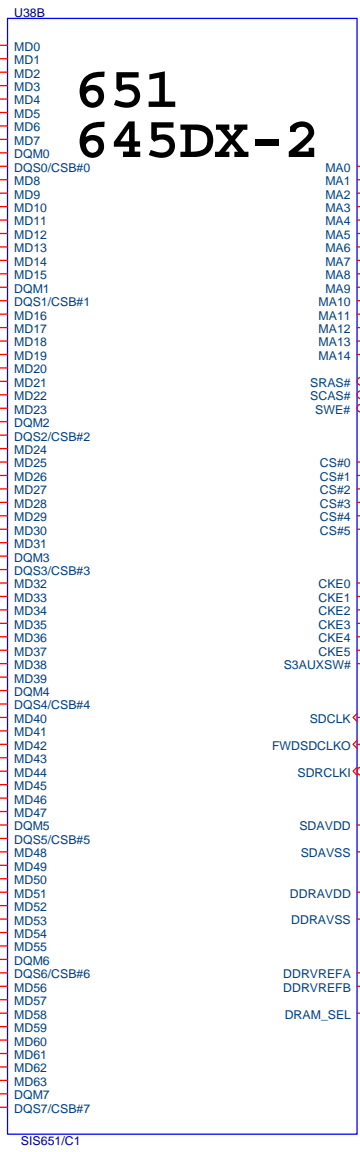 U38B
651
645DX-2
MD0
MD1
MD2
MD3
MD4
MD5
MD6
MD7
DQM0
DQS0/CSB#0
MD8
MD9
MD10
MD11
MD12
MD13
MD14
MD15
DQM1
DQS1/CSB#1
MD16
MD17
MD18
MD19
MD20
MD21
MD22
MD23
DQM2
DQS2/CSB#2
MD24
MD25
MD26
MD27
MD28
MD29
MD30
MD31
DQM3
DQS3/CSB#3
MD32
MD33
MD34
MD35
MD36
MD37
MD38
MD39
DQM4
DQS4/CSB#4
MD40
MD41
MD42
MD43
MD44
MD45
MD46
MD47
DQM5
DQS5/CSB#5
MD48
MD49
MD50
MD51
MD52
MD53
MD54
MD55
DQM6
DQS6/CSB#6
MD56
MD57
MD58
MD59
MD60
MD61
MD62
MD63
DQM7
DQS7/CSB#7
MA0
MA1
MA2
MA3
MA4
MA5
MA6
MA7
MA8
MA9
MA10
MA11
MA12
MA13
MA14
SRAS#
SCAS#
SWE#
CS#0
CS#1
CS#2
CS#3
CS#4
CS#5
CKE0
CKE1
CKE2
CKE3
CKE4
CKE5
S3AUXSW#
SDCLK
FWDSDCLKO
SDRCLKI
SDAVDD
SDAVSS
DDRAVDD
DDRAVSS
DDRVREFA
DDRVREFB
DRAM_SEL
SIS651/C1